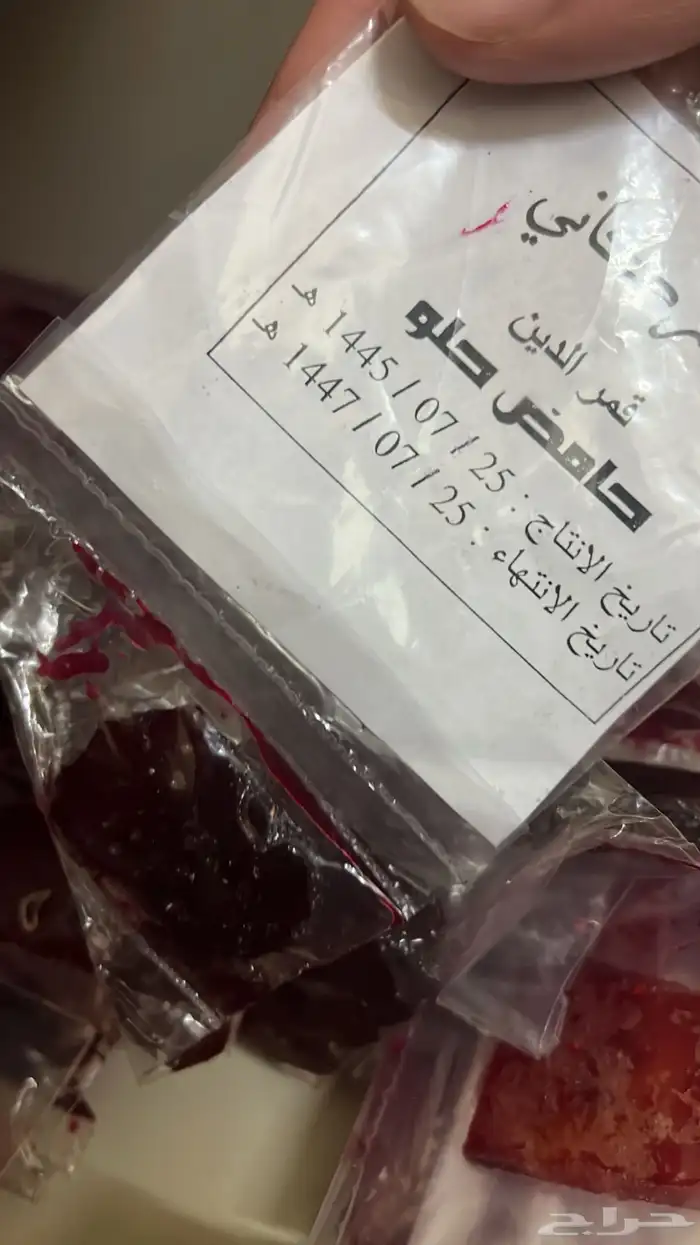 قمر الدين
حامض حلو
تاريخ الانتاج : 25 / 07 / 1445 هـ
تاريخ الانتهاء : 25 / 07 / 1447 هـ
حراج